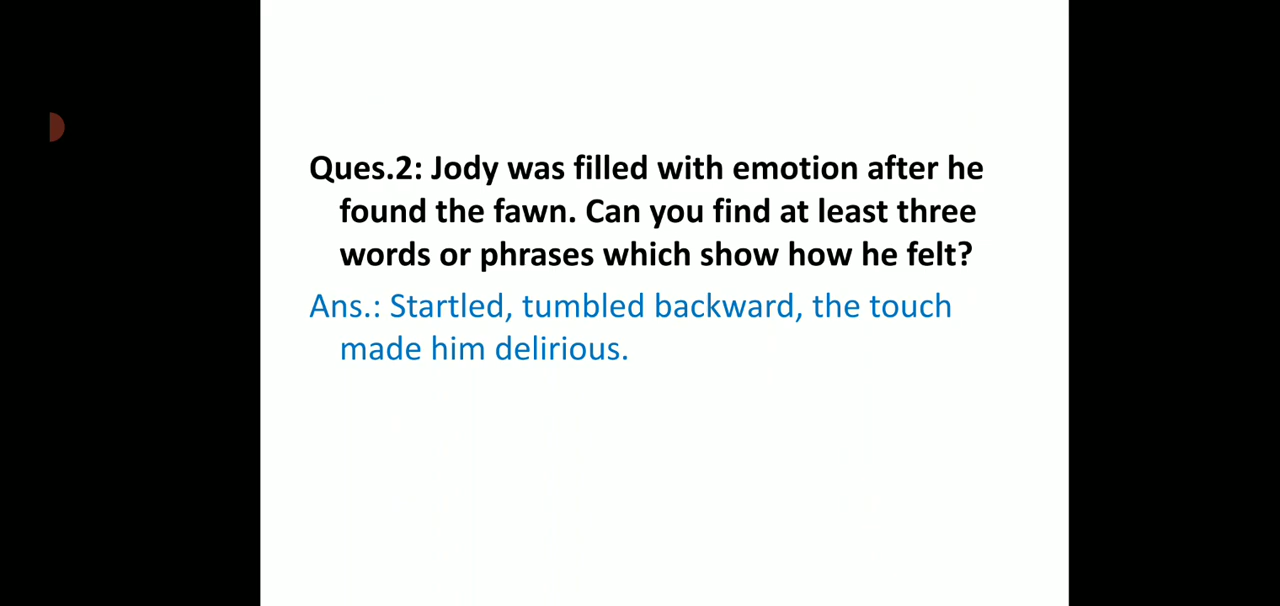 Ques.2: Jody was filled with emotion after he
found the fawn. Can you find at least three
words or phrases which show how he felt?
Ans.: Startled, tumbled backward, the touch
made him delirious.